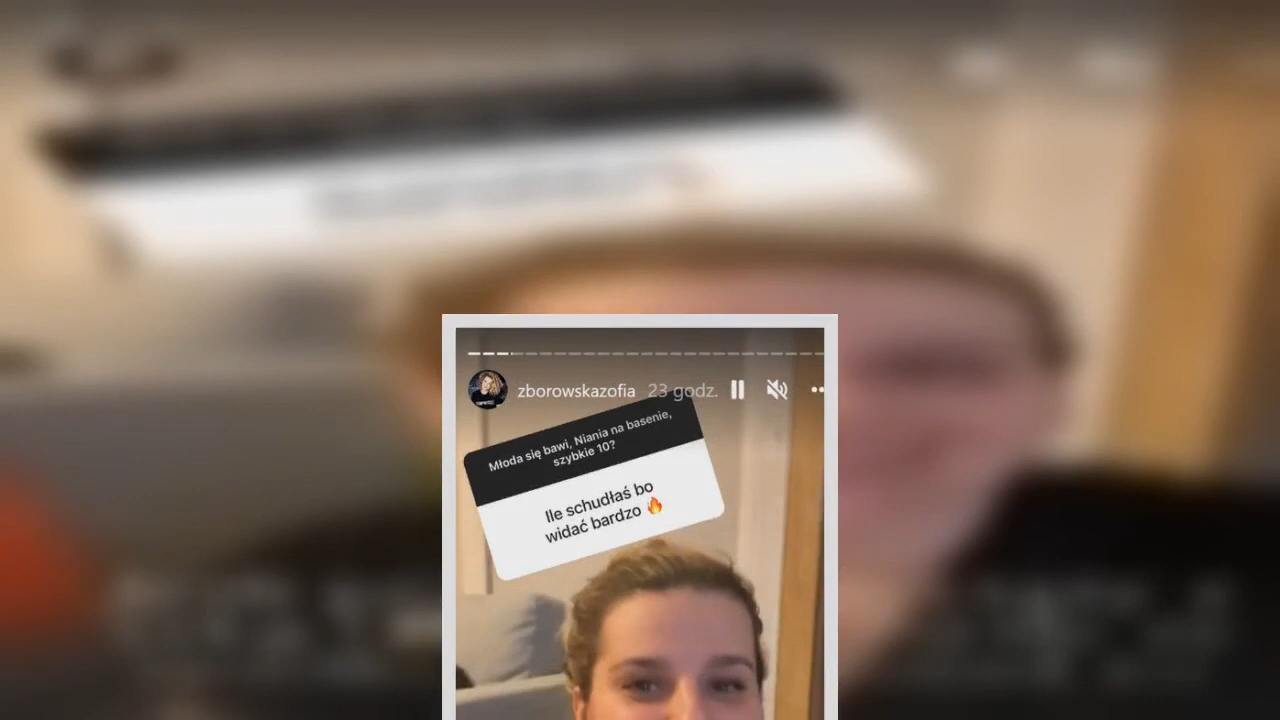 zborowskazofia 23 godz.
Młoda się bawi, Niania na basenie,
szybkie 10?
Ile schudłaś bo
widać bardzo 🔥